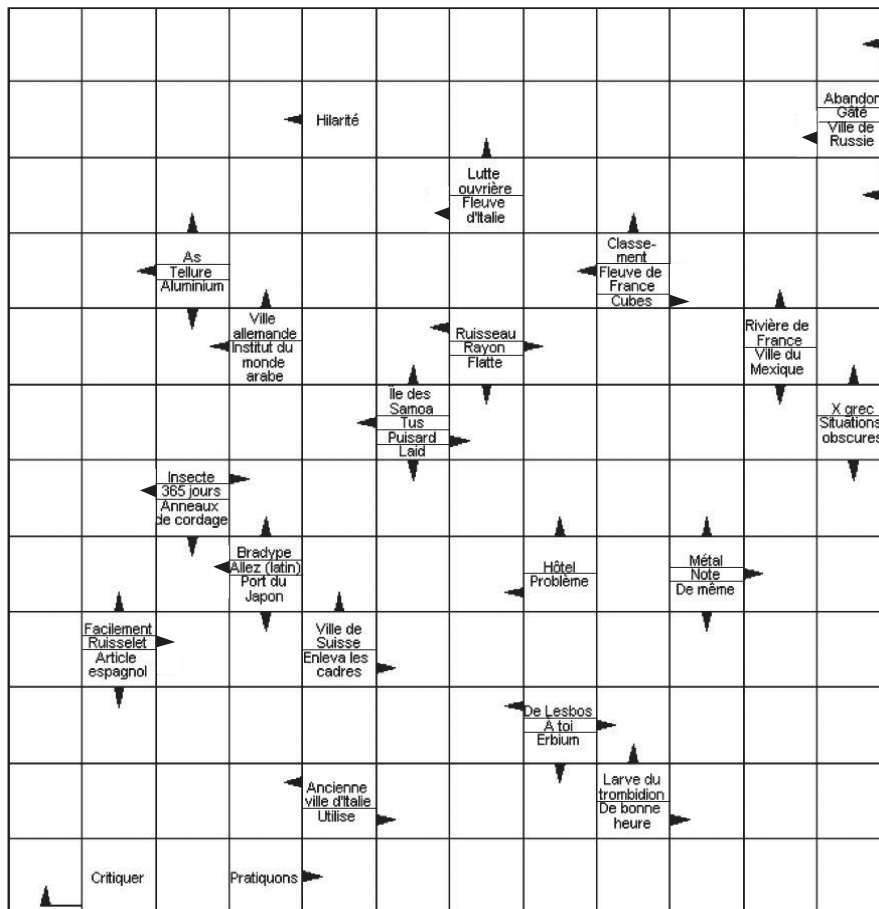 Hilarité
Abandon
Gâté
Ville de
Russie
Lutte
ouvrière
Fleuve
d'Italie
As
Tellure
Aluminium
Classe-
ment
Fleuve de
France
Cubes
Ville
allemande
Institut du
monde
arabe
Ruisseau
Rayon
Flatte
Rivière de
France
Ville du
Mexique
Île des
Samoa
Tus
Puisard
Laid
X grec
Situations
obscures
Insecte
365 jours
Anneaux
de cordage
Bradype
Allez (latin)
Port du
Japon
Hôtel
Problème
Métal
Note
De même
Facilement
Ruisselet
Article
espagnol
Ville de
Suisse
Enleva les
cadres
De Lesbos
A toi
Erbium
Ancienne
ville d'Italie
Utilise
Larve du
trombidion
De bonne
heure
Critiquer
Pratiquons